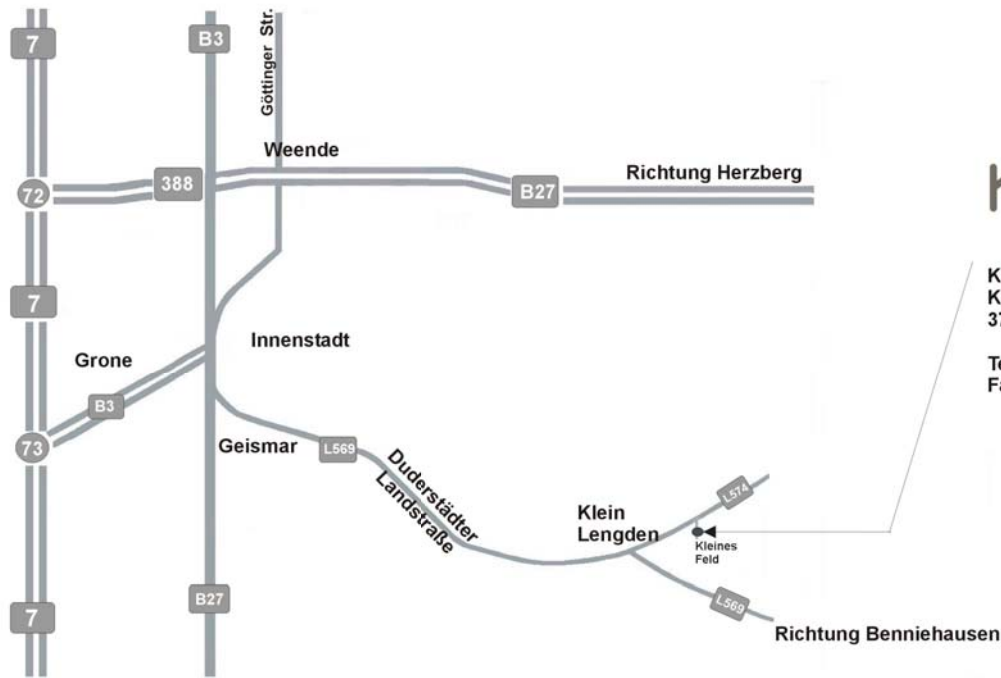 7
B3
Göttinger Str.
Weende
72
388
B27
Richtung Herzberg
7
Innenstadt
Grone
B3
73
Geismar
L569
Duderstädter
Landstraße
Klein
Lengden
L574
Kleines
Feld
7
B27
L569
Richtung Benniehausen